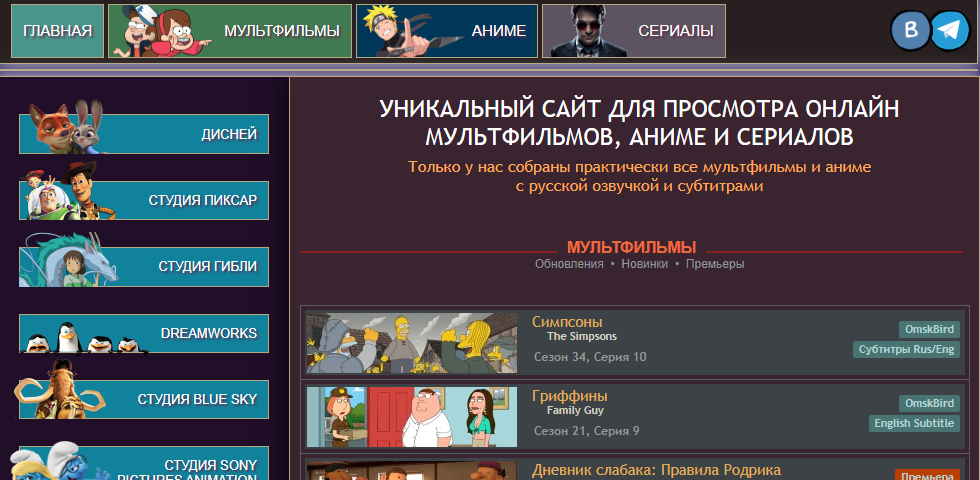 ГЛАВНАЯ
МУЛЬТФИЛЬМЫ
АНИМЕ
СЕРИАЛЫ
B
ДИСНЕЙ
СТУДИЯ ПИКСАР
СТУДИЯ ГИБЛИ
DREAMWORKS
СТУДИЯ BLUE SKY
СТУДИЯ SONY
PICTURES ANIMATION
УНИКАЛЬНЫЙ САЙТ ДЛЯ ПРОСМОТРА ОНЛАЙН
МУЛЬТФИЛЬМОВ, АНИМЕ И СЕРИАЛОВ
Только у нас собраны практически все мультфильмы и аниме
с русской озвучкой и субтитрами
МУЛЬТФИЛЬМЫ
Обновления • Новинки • Премьеры
Симпсоны
The Simpsons
Сезон 34, Серия 10
OmskBird
Субтитры Rus/Eng
Гриффины
Family Guy
Сезон 21, Серия 9
OmskBird
English Subtitle
Дневник слабака: Правила Родрика
Премьера